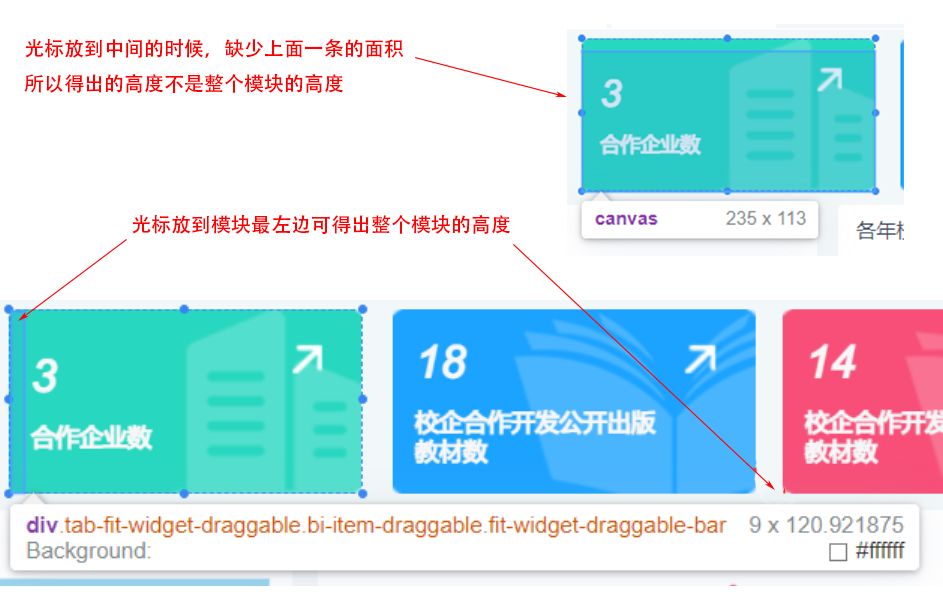 光标放到中间的时候，缺少上面一条的面积
所以得出的高度不是整个模块的高度
3
合作企业数
canvas 235 x 113
各年
光标放到模块最左边可得出整个模块的高度
3
合作企业数
18
校企合作开发公开出版
教材数
14
校企合作开发
教材数
div.tab-fit-widget-draggable.bi-item-draggable.fit-widget-draggable-bar 9 x 120.921875
Background: #ffffff